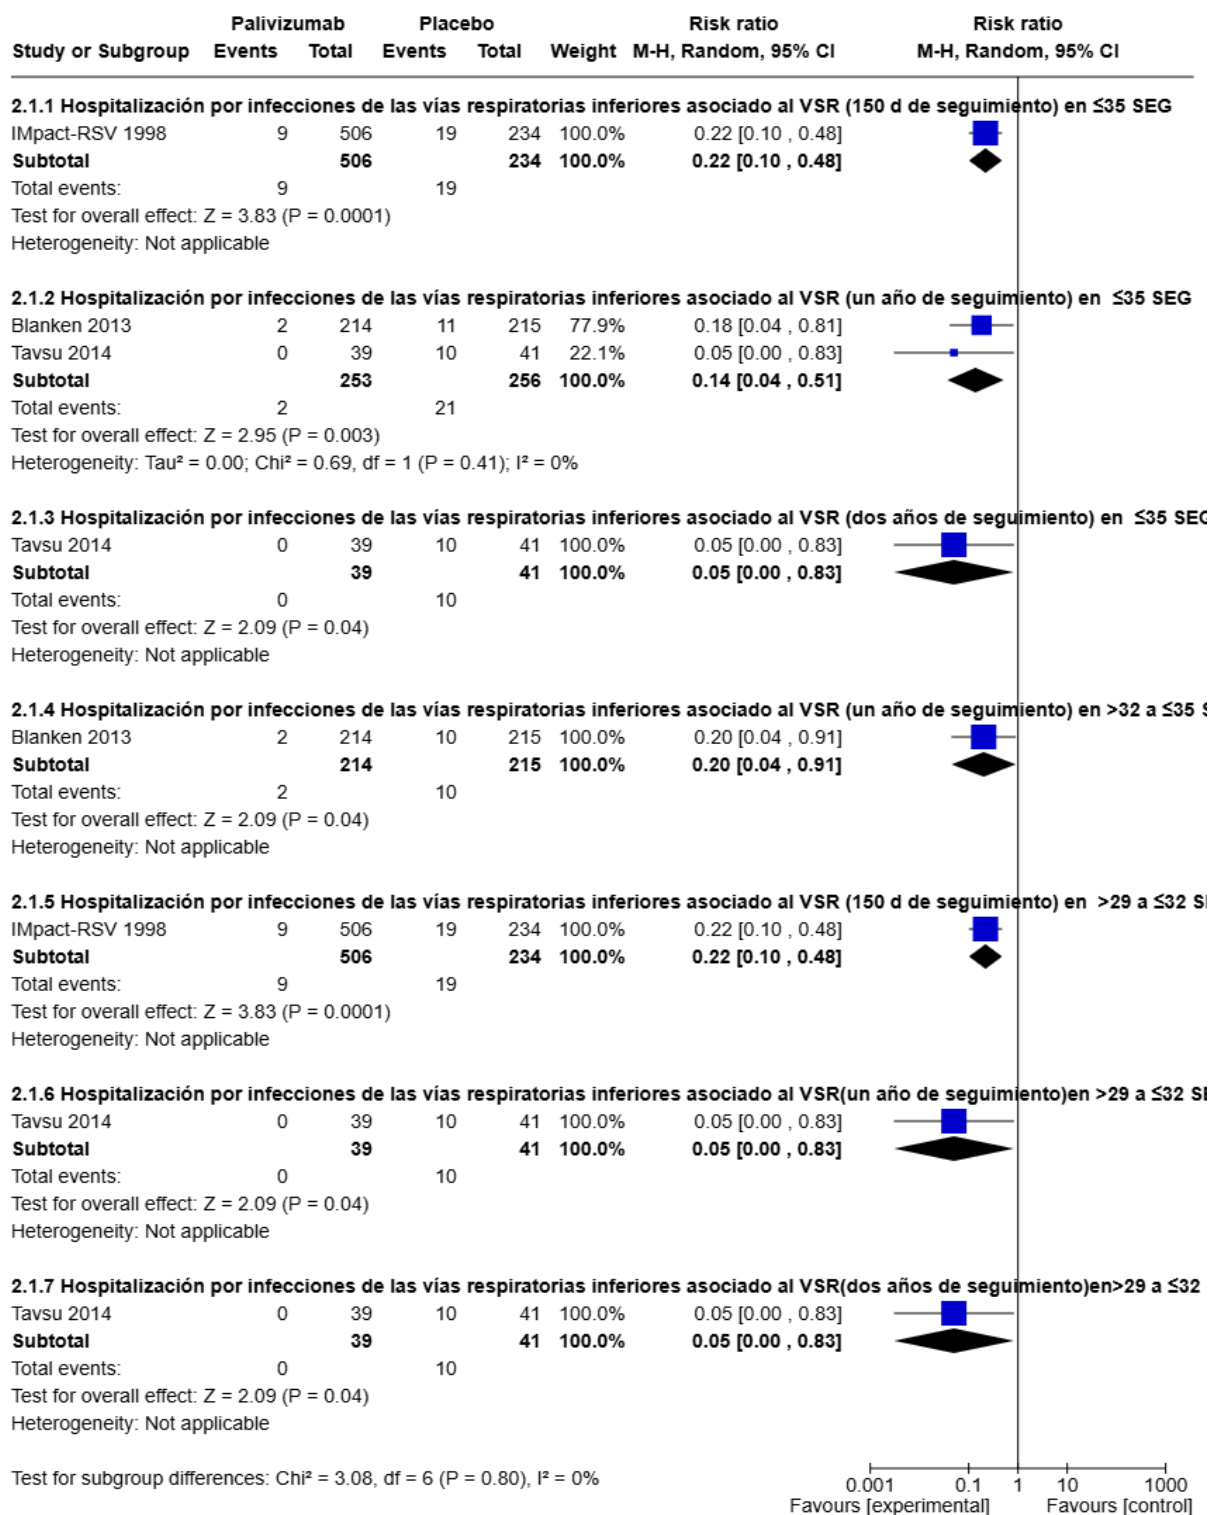 Palivizumab Placebo Risk ratio Risk ratio
Study or Subgroup Events Total Events Total Weight M-H, Random, 95% CI M-H, Random, 95% CI
2.1.1 Hospitalización por infecciones de las vías respiratorias inferiores asociado al VSR (150 d de seguimiento) en ≤35 SEG
IMpact-RSV 1998 9 506 19 234 100.0% 0.22 [0.10 , 0.48]
Subtotal 506 234 100.0% 0.22 [0.10 , 0.48]
Total events: 9 19
Test for overall effect: Z = 3.83 (P = 0.0001)
Heterogeneity: Not applicable
2.1.2 Hospitalización por infecciones de las vías respiratorias inferiores asociado al VSR (un año de seguimiento) en ≤35 SEG
Blanken 2013 2 214 11 215 77.9% 0.18 [0.04 , 0.81]
Tavsu 2014 0 39 10 41 22.1% 0.05 [0.00 , 0.83]
Subtotal 253 256 100.0% 0.14 [0.04 , 0.51]
Total events: 2 21
Test for overall effect: Z = 2.95 (P = 0.003)
Heterogeneity: Tau² = 0.00; Chi² = 0.69, df = 1 (P = 0.41); I² = 0%
2.1.3 Hospitalización por infecciones de las vías respiratorias inferiores asociado al VSR (dos años de seguimiento) en ≤35 SEG
Tavsu 2014 0 39 10 41 100.0% 0.05 [0.00 , 0.83]
Subtotal 39 41 100.0% 0.05 [0.00 , 0.83]
Total events: 0 10
Test for overall effect: Z = 2.09 (P = 0.04)
Heterogeneity: Not applicable
2.1.4 Hospitalización por infecciones de las vías respiratorias inferiores asociado al VSR (un año de seguimiento) en >32 a ≤35 S
Blanken 2013 2 214 10 215 100.0% 0.20 [0.04 , 0.91]
Subtotal 214 215 100.0% 0.20 [0.04 , 0.91]
Total events: 2 10
Test for overall effect: Z = 2.09 (P = 0.04)
Heterogeneity: Not applicable
2.1.5 Hospitalización por infecciones de las vías respiratorias inferiores asociado al VSR (150 d de seguimiento) en >29 a ≤32 SE
IMpact-RSV 1998 9 506 19 234 100.0% 0.22 [0.10 , 0.48]
Subtotal 506 234 100.0% 0.22 [0.10 , 0.48]
Total events: 9 19
Test for overall effect: Z = 3.83 (P = 0.0001)
Heterogeneity: Not applicable
2.1.6 Hospitalización por infecciones de las vías respiratorias inferiores asociado al VSR(un año de seguimiento)en >29 a ≤32 SE
Tavsu 2014 0 39 10 41 100.0% 0.05 [0.00 , 0.83]
Subtotal 39 41 100.0% 0.05 [0.00 , 0.83]
Total events: 0 10
Test for overall effect: Z = 2.09 (P = 0.04)
Heterogeneity: Not applicable
2.1.7 Hospitalización por infecciones de las vías respiratorias inferiores asociado al VSR(dos años de seguimiento)en>29 a ≤32
Tavsu 2014 0 39 10 41 100.0% 0.05 [0.00 , 0.83]
Subtotal 39 41 100.0% 0.05 [0.00 , 0.83]
Total events: 0 10
Test for overall effect: Z = 2.09 (P = 0.04)
Heterogeneity: Not applicable
Test for subgroup differences: Chi² = 3.08, df = 6 (P = 0.80), I² = 0%
0.001 0.1 1 10 1000
Favours [experimental] Favours [control]